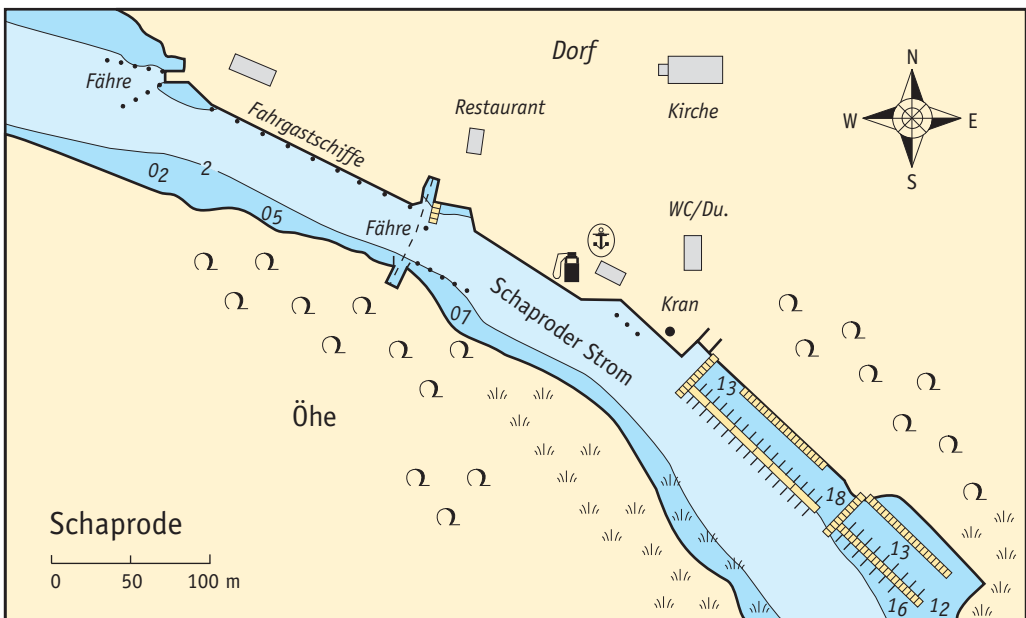 Dorf
N
W
E
S
Fähre
Restaurant
Kirche
Fahrgastschiffe
02
2
05
WC/Du.
Fähre
Schaproder Strom
Kran
07
13
Öhe
18
13
16
12
Schaprode
0 50 100 m